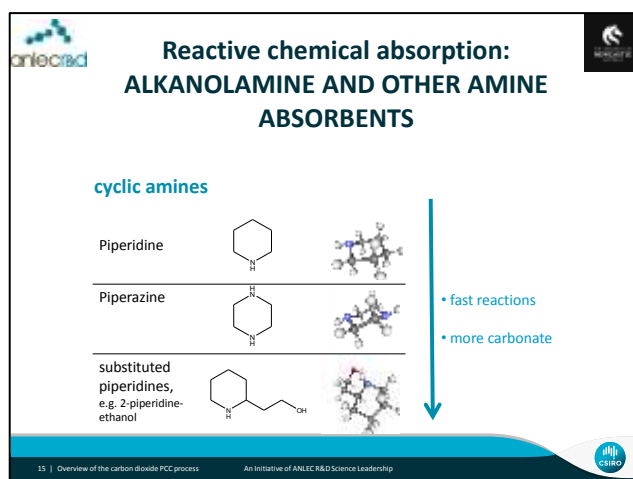 anlecr&d
Reactive chemical absorption:
ALKANOLAMINE AND OTHER AMINE
ABSORBENTS
cyclic amines
Piperidine
N
H
Piperazine
H
N
N
H
• fast reactions
• more carbonate
substituted
piperidines,
e.g. 2-piperidine-
ethanol
N
H
OH
15 | Overview of the carbon dioxide PCC process
An Initiative of ANLEC R&D Science Leadership
CSIRO